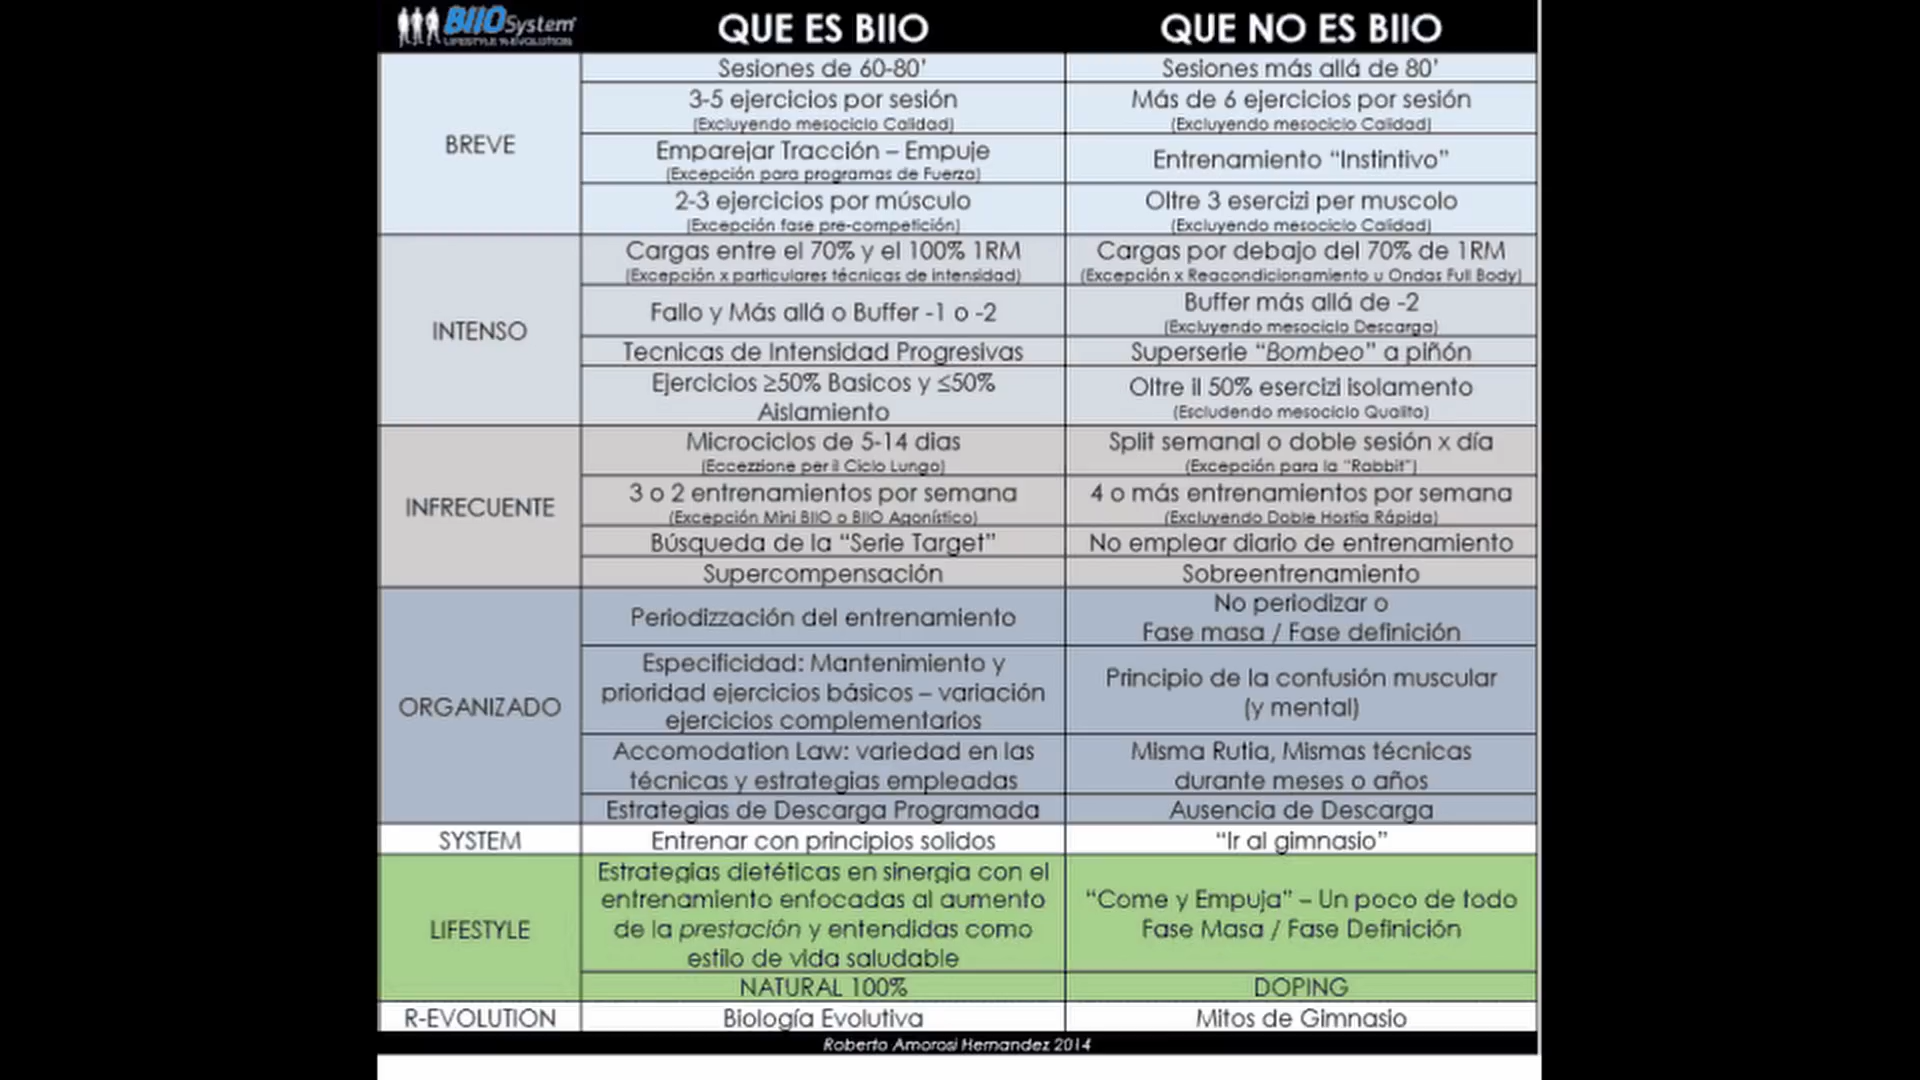 BIIOSystem
LIFESTYLE R-EVOLUTION
QUE ES BIIO
QUE NO ES BIIO
BREVE
Sesiones de 60-80’
Sesiones más allá de 80’
3-5 ejercicios por sesión
(Excluyendo mesociclo Calidad)
Más de 6 ejercicios por sesión
(Excluyendo mesociclo Calidad)
Emparejar Tracción – Empuje
(Excepción para programas de Fuerza)
Entrenamiento “Instintivo”
2-3 ejercicios por músculo
(Excepción fase pre-competición)
Oltre 3 esercizi per muscolo
(Excluyendo mesociclo Calidad)
INTENSO
Cargas entre el 70% y el 100% 1RM
(Excepción x particulares técnicas de intensidad)
Cargas por debajo del 70% de 1RM
(Excepción x Reacondicionamiento u Ondas Full Body)
Fallo y Más allá o Buffer -1 o -2
Buffer más allá de -2
(Excluyendo mesociclo Descarga)
Tecnicas de Intensidad Progresivas
Superserie “Bombeo” a piñón
Ejercicios ≥50% Basicos y ≤50%
Aislamiento
Oltre il 50% esercizi isolamento
(Escludendo mesociclo Qualita)
INFRECUENTE
Microciclos de 5-14 dias
(Eccezzione per il Ciclo Lungo)
Split semanal o doble sesión x día
(Excepción para la “Rabbit”)
3 o 2 entrenamientos por semana
(Excepción Mini BIIO o BIIO Agonístico)
4 o más entrenamientos por semana
(Excluyendo Doble Hostia Rápida)
Búsqueda de la “Serie Target”
No emplear diario de entrenamiento
Supercompensación
Sobreentrenamiento
ORGANIZADO
Periodizzación del entrenamiento
No periodizar o
Fase masa / Fase definición
Especificidad: Mantenimiento y
prioridad ejercicios básicos – variación
ejercicios complementarios
Principio de la confusión muscular
(y mental)
Accomodation Law: variedad en las
técnicas y estrategias empleadas
Misma Rutia, Mismas técnicas
durante meses o años
Estrategias de Descarga Programada
Ausencia de Descarga
SYSTEM
Entrenar con principios solidos
“Ir al gimnasio”
LIFESTYLE
Estrategias dietéticas en sinergia con el
entrenamiento enfocadas al aumento
de la prestación y entendidas como
estilo de vida saludable
“Come y Empuja” – Un poco de todo
Fase Masa / Fase Definición
NATURAL 100%
DOPING
R-EVOLUTION
Biología Evolutiva
Mitos de Gimnasio
Roberto Amorosi Hernandez 2014